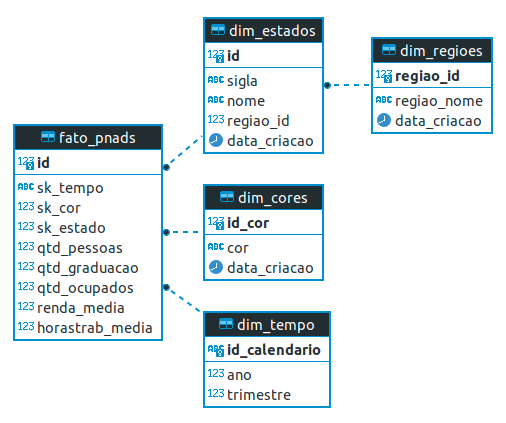 dim_estados
id
sigla
nome
regiao_id
data_criacao
dim_regioes
regiao_id
regiao_nome
data_criacao
fato_pnads
id
sk_tempo
sk_cor
sk_estado
qtd_pessoas
qtd_graduacao
qtd_ocupados
renda_media
horastrab_media
dim_cores
id_cor
cor
data_criacao
dim_tempo
id_calendario
ano
trimestre